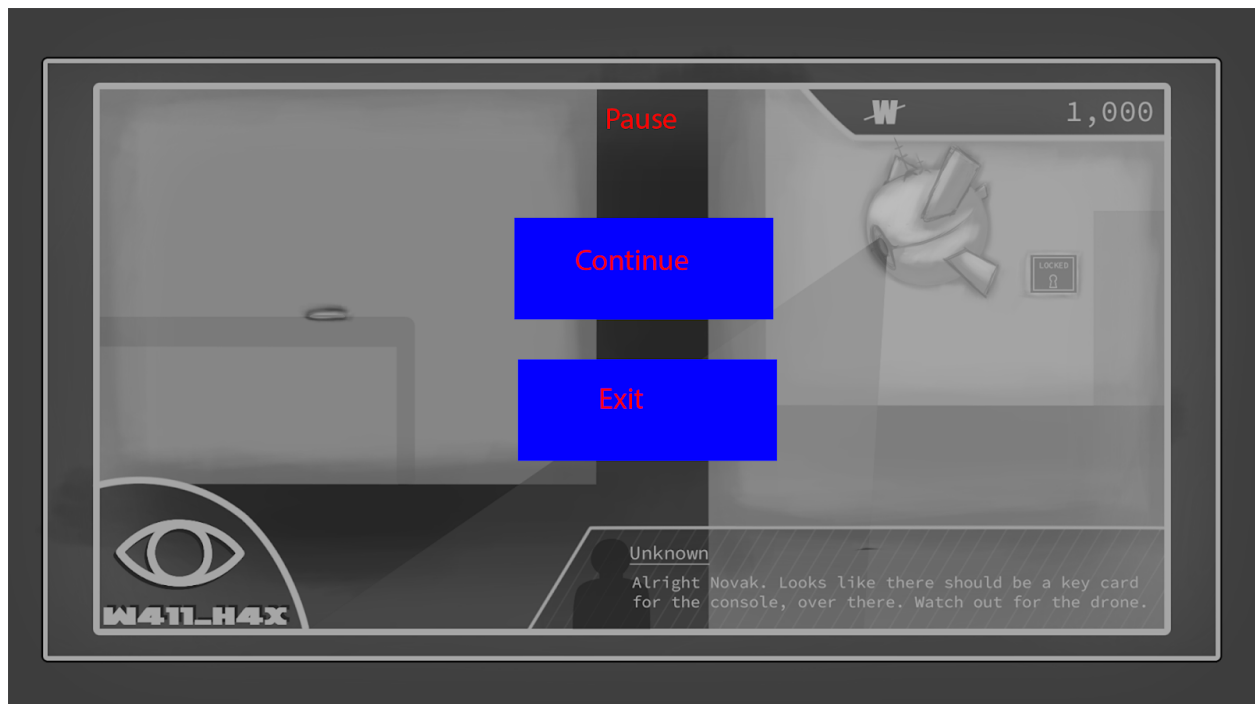 Pause
W 1,000
Continue
LOCKED
Exit
Unknown
Alright Novak. Looks like there should be a key card
for the console, over there. Watch out for the drone.
W411_H4X